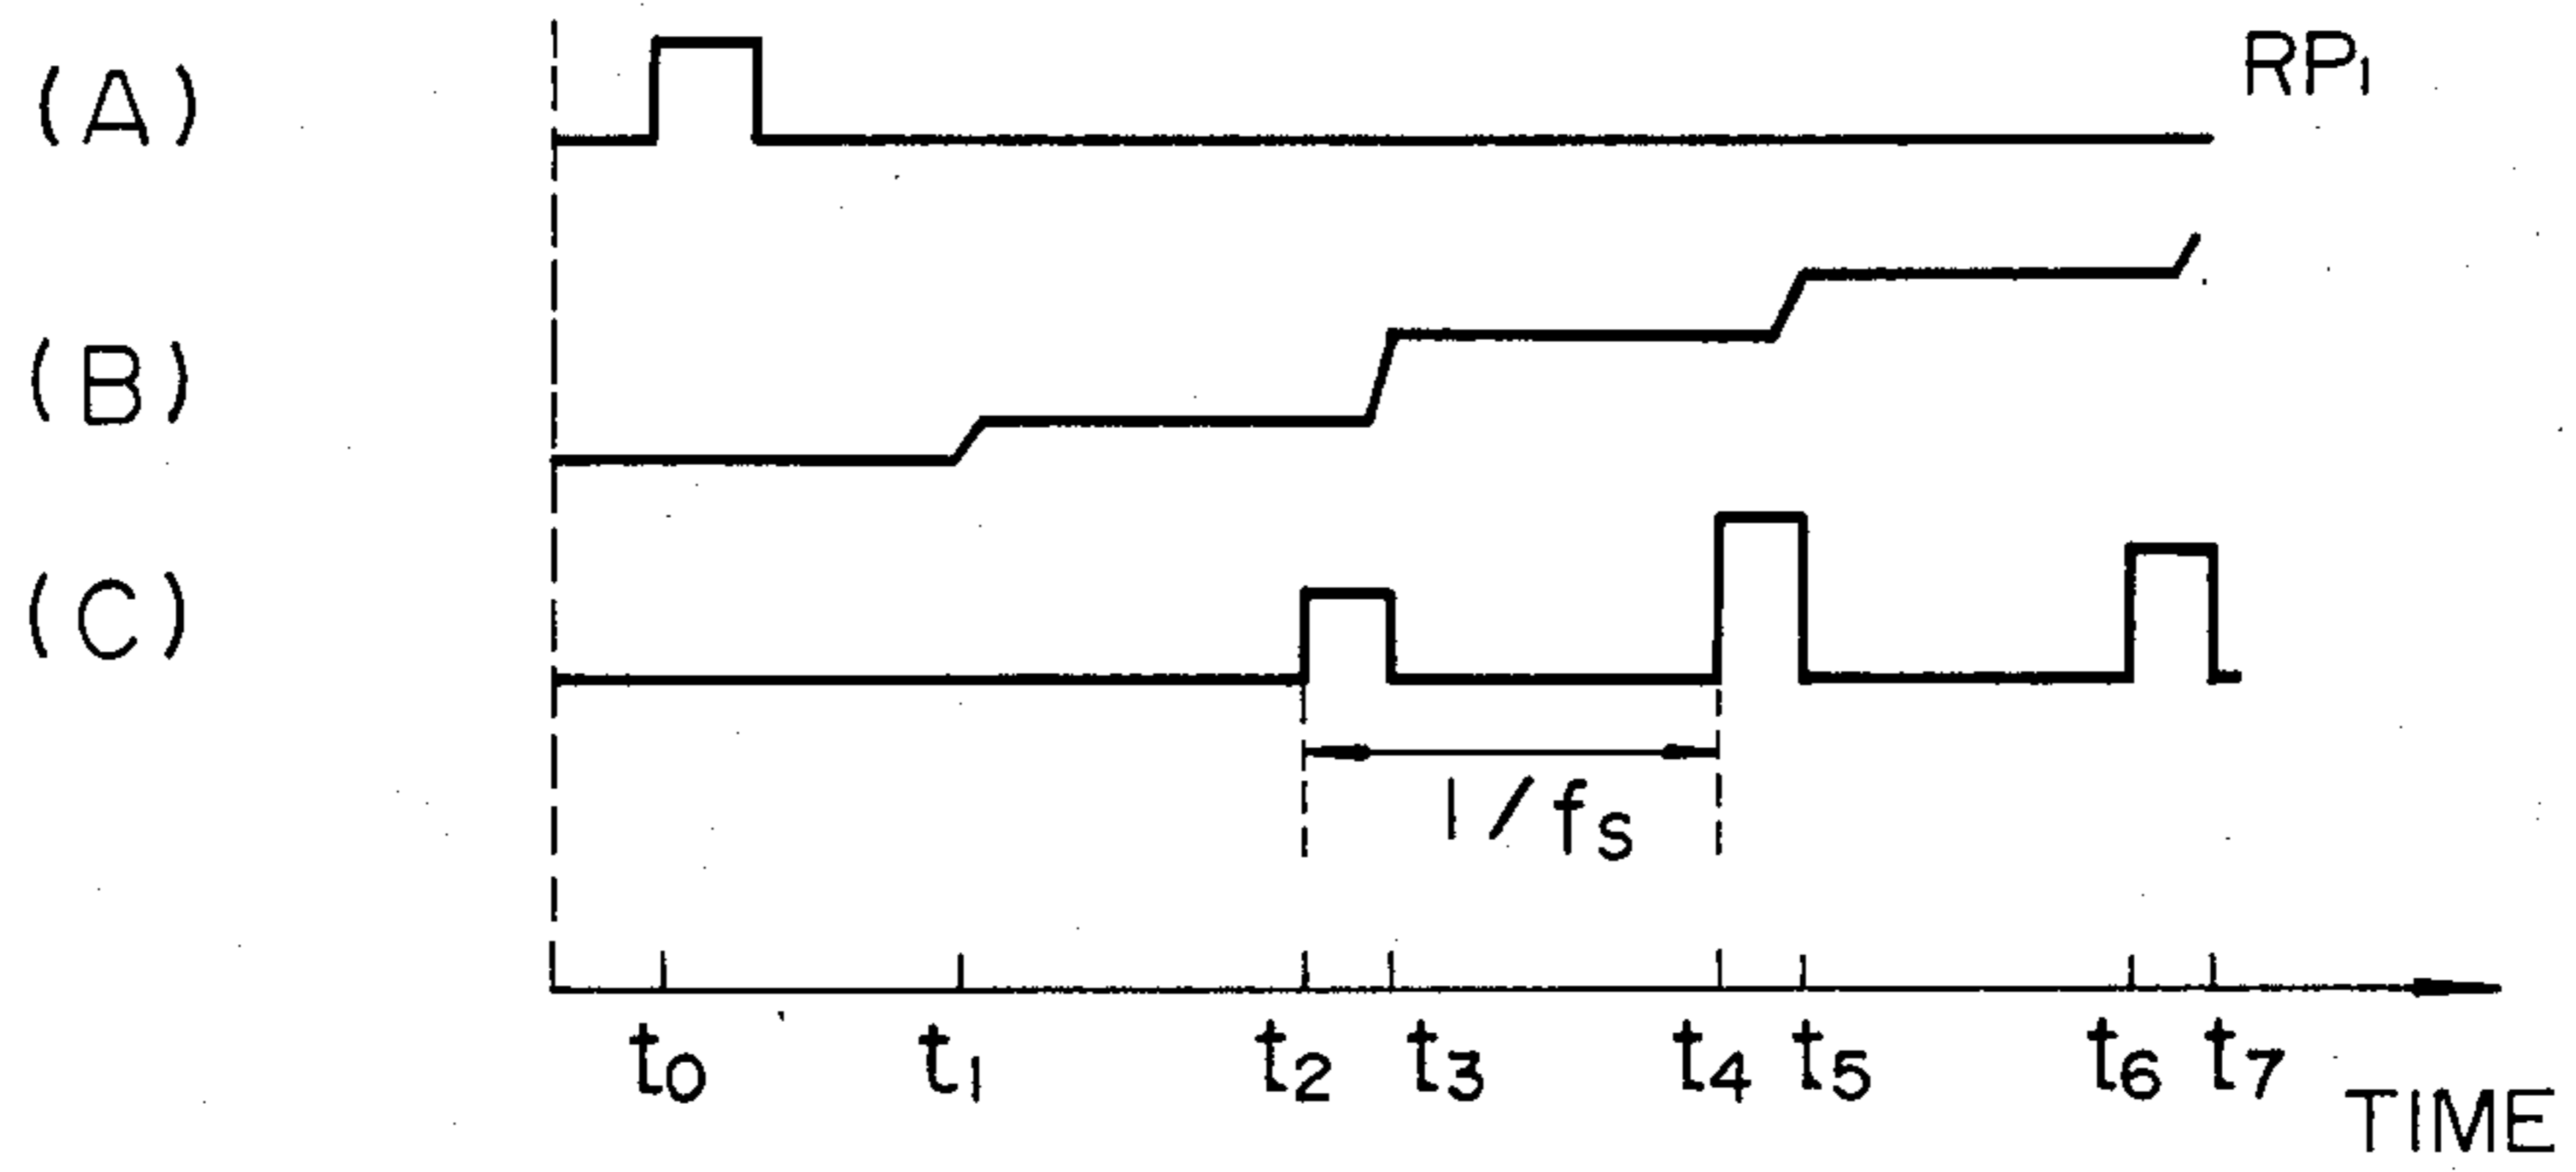 (A)
RP₁
(B)
(C)
1/fₛ
t₀ t₁ t₂ t₃ t₄ t₅ t₆ t₇
TIME